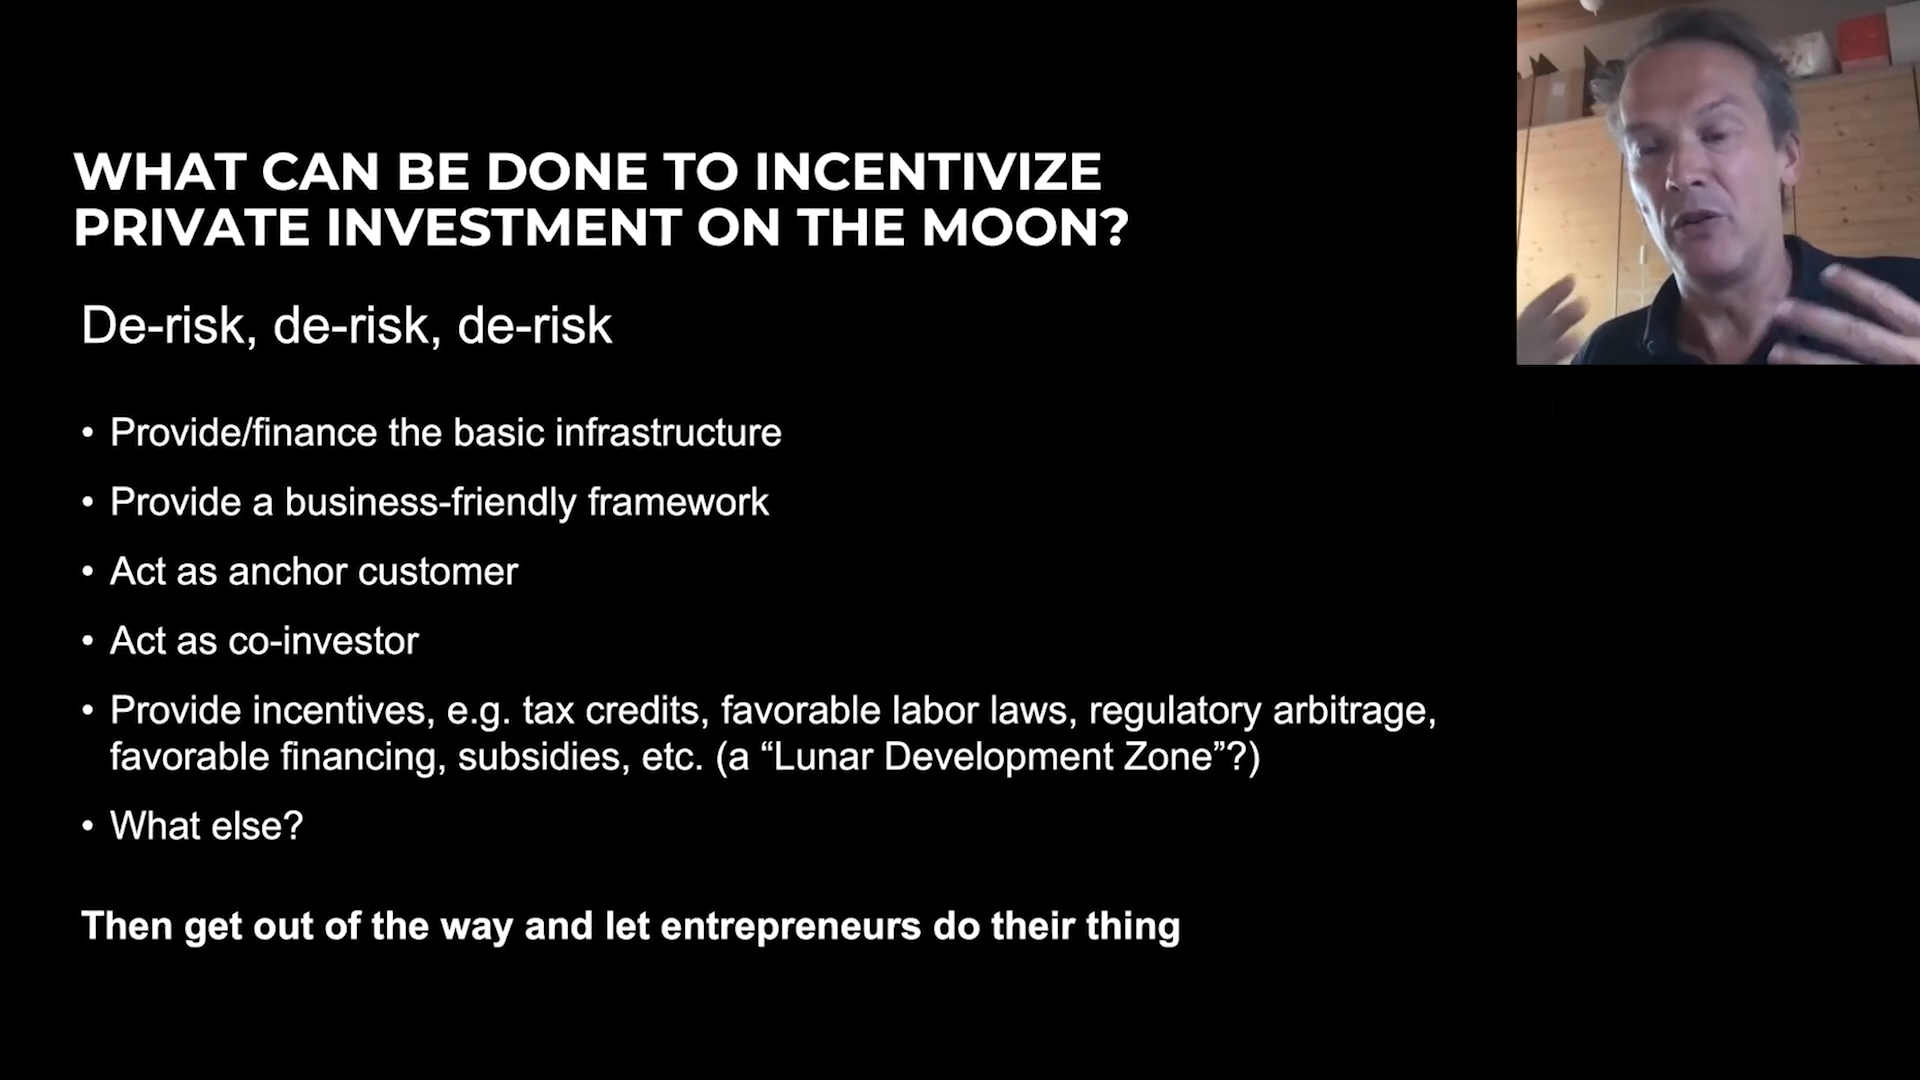 WHAT CAN BE DONE TO INCENTIVIZE
PRIVATE INVESTMENT ON THE MOON?
De-risk, de-risk, de-risk
• Provide/finance the basic infrastructure
• Provide a business-friendly framework
• Act as anchor customer
• Act as co-investor
• Provide incentives, e.g. tax credits, favorable labor laws, regulatory arbitrage,
favorable financing, subsidies, etc. (a “Lunar Development Zone”?)
• What else?
Then get out of the way and let entrepreneurs do their thing